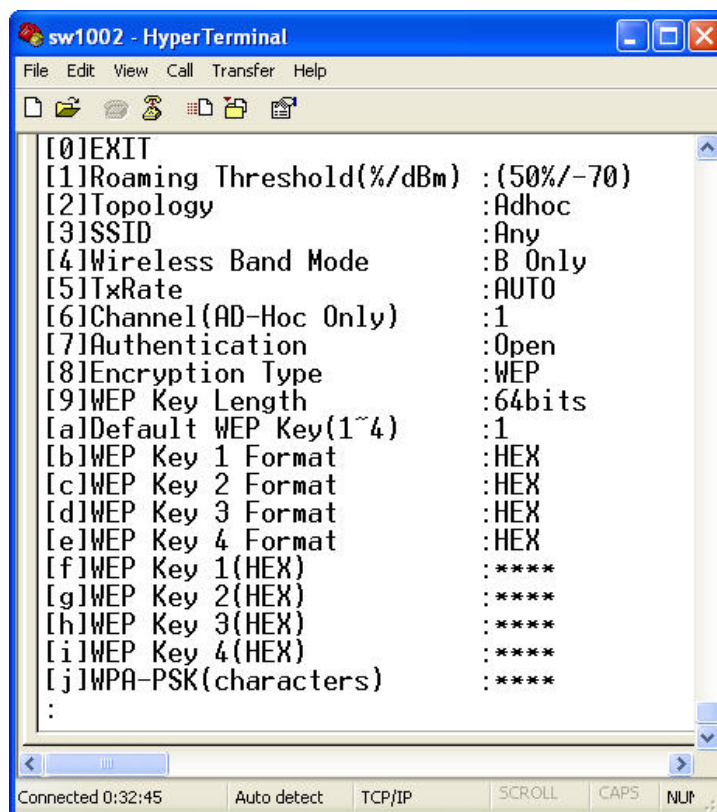 sw1002 - HyperTerminal
File Edit View Call Transfer Help
[0]EXIT
[1]Roaming Threshold(%/dBm) :(50%/-70)
[2]Topology :Adhoc
[3]SSID :Any
[4]Wireless Band Mode :B Only
[5]TxRate :AUTO
[6]Channel(AD-Hoc Only) :1
[7]Authentication :Open
[8]Encryption Type :WEP
[9]WEP Key Length :64bits
[a]Default WEP Key(1~4) :1
[b]WEP Key 1 Format :HEX
[c]WEP Key 2 Format :HEX
[d]WEP Key 3 Format :HEX
[e]WEP Key 4 Format :HEX
[f]WEP Key 1(HEX) :****
[g]WEP Key 2(HEX) :****
[h]WEP Key 3(HEX) :****
[i]WEP Key 4(HEX) :****
[j]WPA-PSK(characters) :****
:
Connected 0:32:45 Auto detect TCP/IP SCROLL CAPS